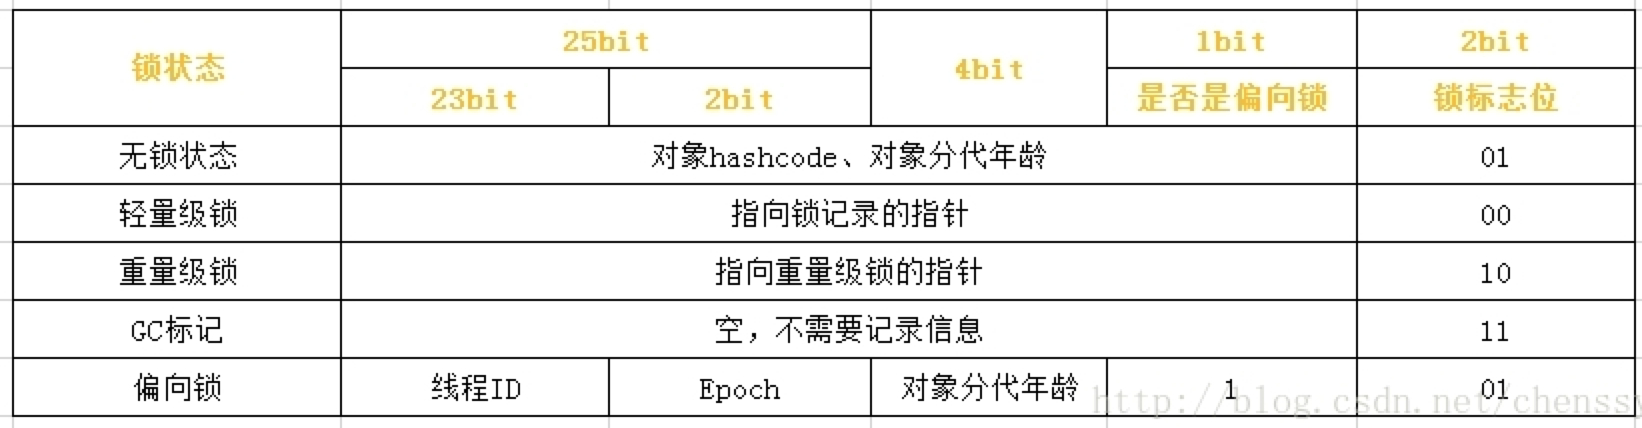 锁状态 25bit 4bit 1bit 2bit
23bit 2bit 是否是偏向锁 锁标志位
无锁状态 对象hashcode、对象分代年龄 01
轻量级锁 指向锁记录的指针 00
重量级锁 指向重量级锁的指针 10
GC标记 空，不需要记录信息 11
偏向锁 线程ID Epoch 对象分代年龄 1 01
http://blog.csdn.net/chenssy